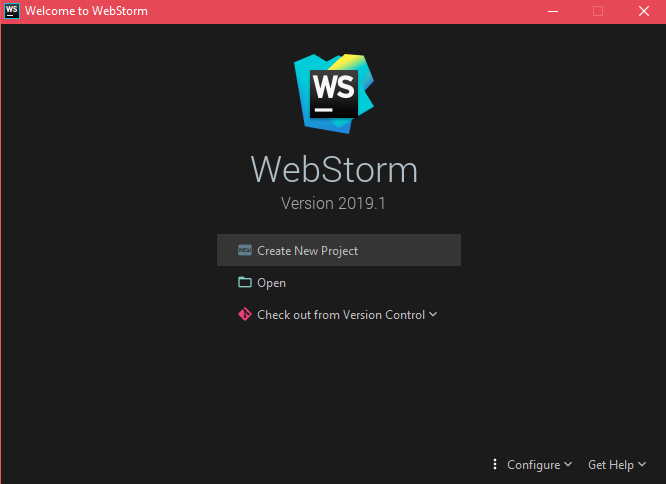 Welcome to WebStorm
WS
WebStorm
Version 2019.1
NEW Create New Project
Open
Check out from Version Control
Configure Get Help